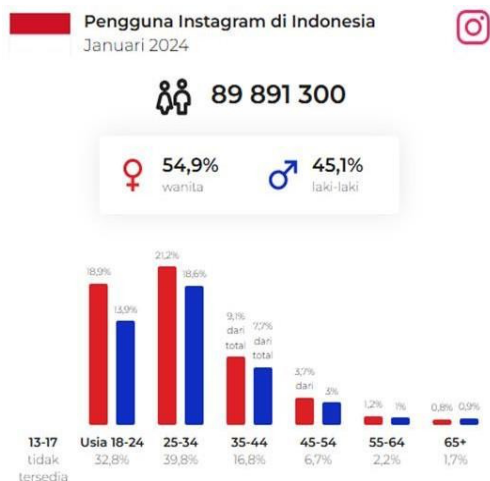 Pengguna Instagram di Indonesia
Januari 2024
89 891 300
54,9%
wanita
45,1%
laki-laki
18,9%
13,9%
21,2%
18,6%
9,1%
dari
total
7,7%
dari
total
3,7%
dari
3%
1,2%
1%
0,8%
0,9%
13-17
tidak
tersedia
Usia 18-24
32,8%
25-34
39,8%
35-44
16,8%
45-54
6,7%
55-64
2,2%
65+
1,7%